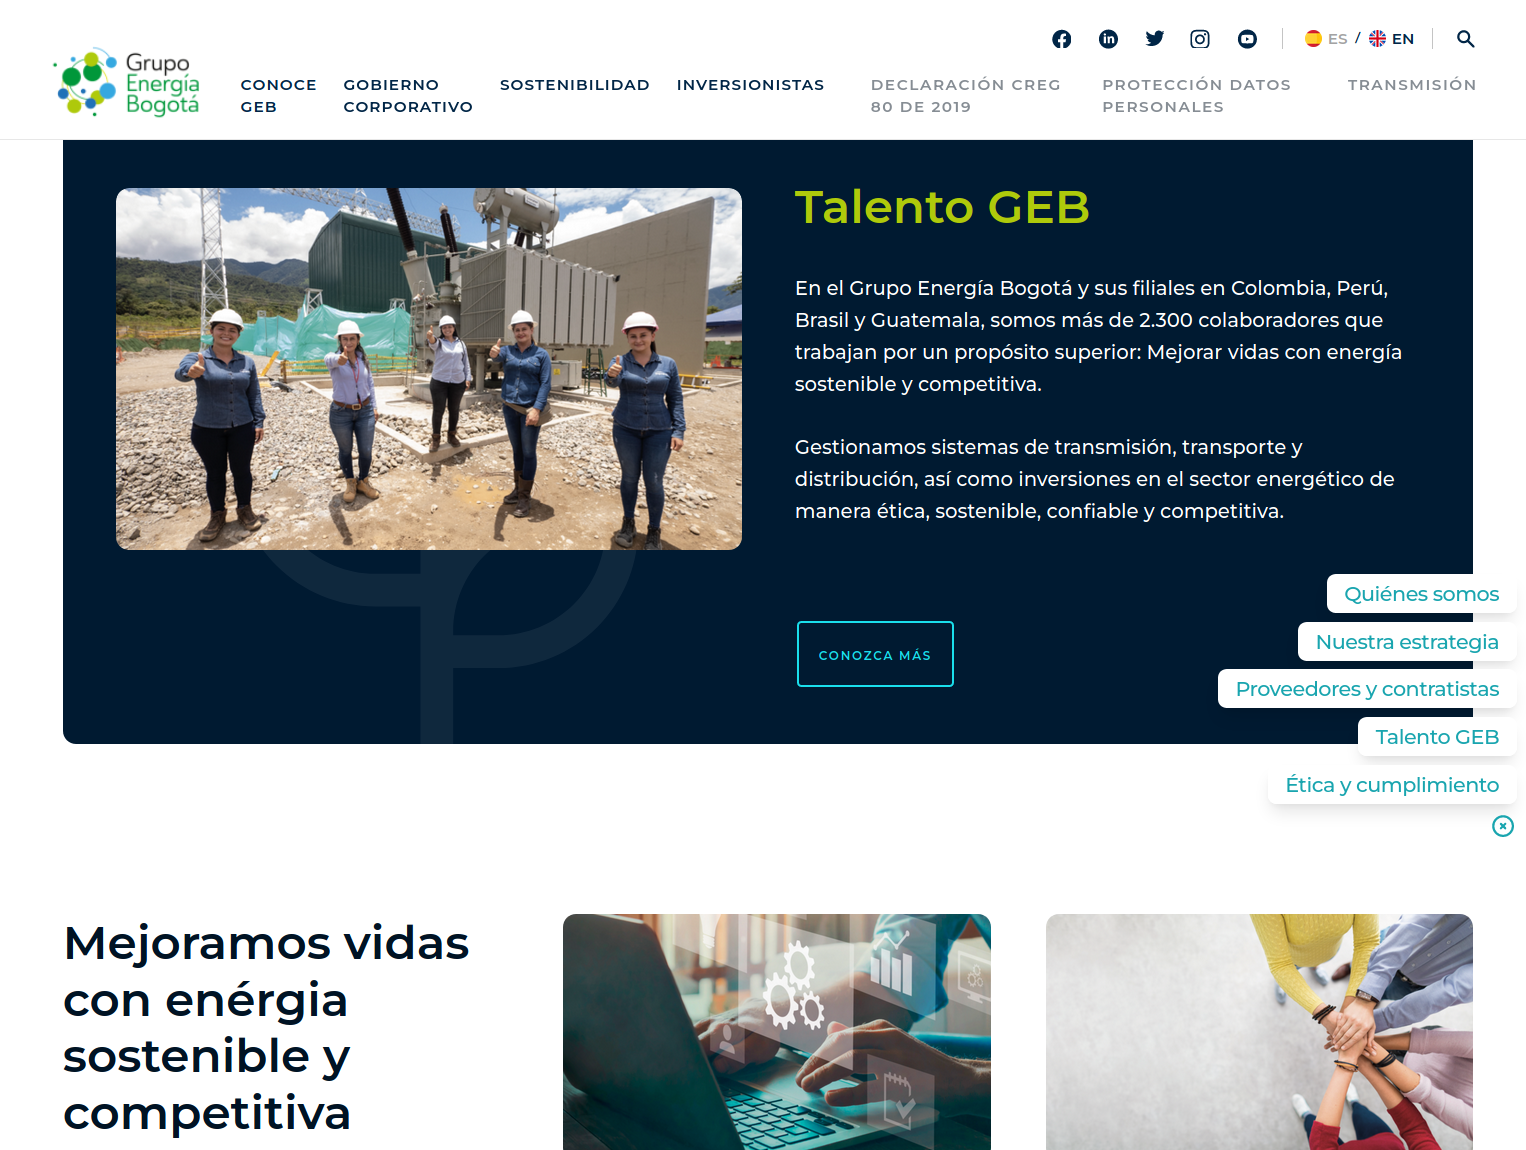 ES / EN
Grupo
Energía
Bogotá
CONOCE
GEB
GOBIERNO
CORPORATIVO
SOSTENIBILIDAD
INVERSIONISTAS
DECLARACIÓN CREG
80 DE 2019
PROTECCIÓN DATOS
PERSONALES
TRANSMISIÓN
Talento GEB
En el Grupo Energía Bogotá y sus filiales en Colombia, Perú,
Brasil y Guatemala, somos más de 2.300 colaboradores que
trabajan por un propósito superior: Mejorar vidas con energía
sostenible y competitiva.
Gestionamos sistemas de transmisión, transporte y
distribución, así como inversiones en el sector energético de
manera ética, sostenible, confiable y competitiva.
CONOZCA MÁS
Quiénes somos
Nuestra estrategia
Proveedores y contratistas
Talento GEB
Ética y cumplimiento
Mejoramos vidas
con enérgia
sostenible y
competitiva